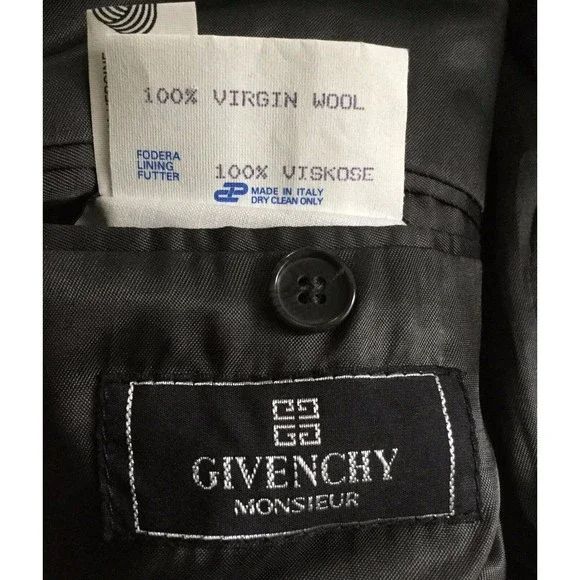 100% VIRGIN WOOL
FODERA
LINING
FUTTER
100% VISKOSE
MADE IN ITALY
DRY CLEAN ONLY
GIVENCHY
MONSIEUR